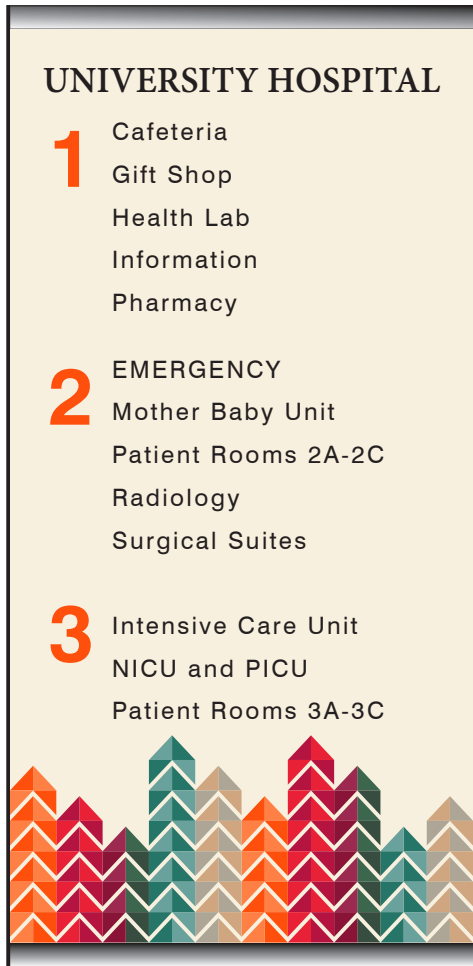 UNIVERSITY HOSPITAL
1
Cafeteria
Gift Shop
Health Lab
Information
Pharmacy
2
EMERGENCY
Mother Baby Unit
Patient Rooms 2A-2C
Radiology
Surgical Suites
3
Intensive Care Unit
NICU and PICU
Patient Rooms 3A-3C